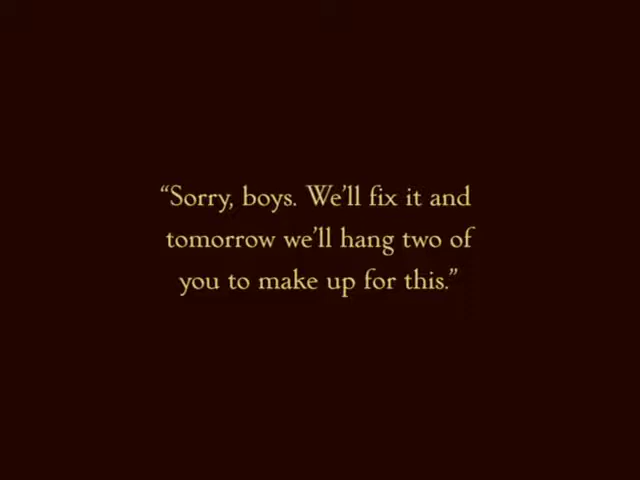 “Sorry, boys. We’ll fix it and
tomorrow we’ll hang two of
you to make up for this.”